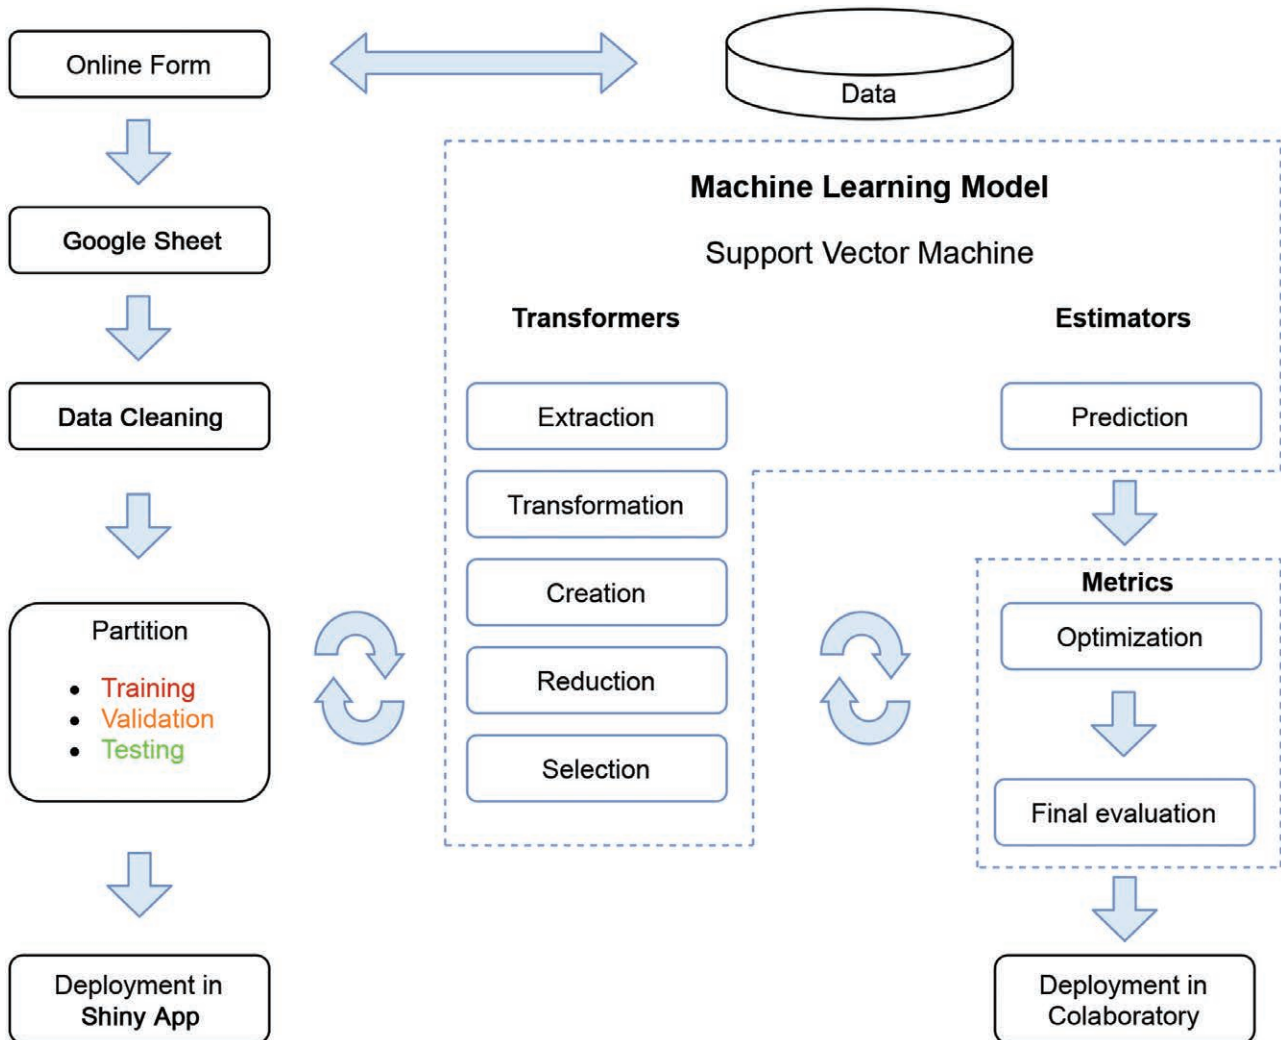 Online Form
Data
Machine Learning Model
Google Sheet
Support Vector Machine
Transformers
Estimators
Data Cleaning
Extraction
Prediction
Transformation
Metrics
Creation
Optimization
Partition
Training
Validation
Testing
Reduction
Selection
Final evaluation
Deployment in
Shiny App
Deployment in
Colaboratory